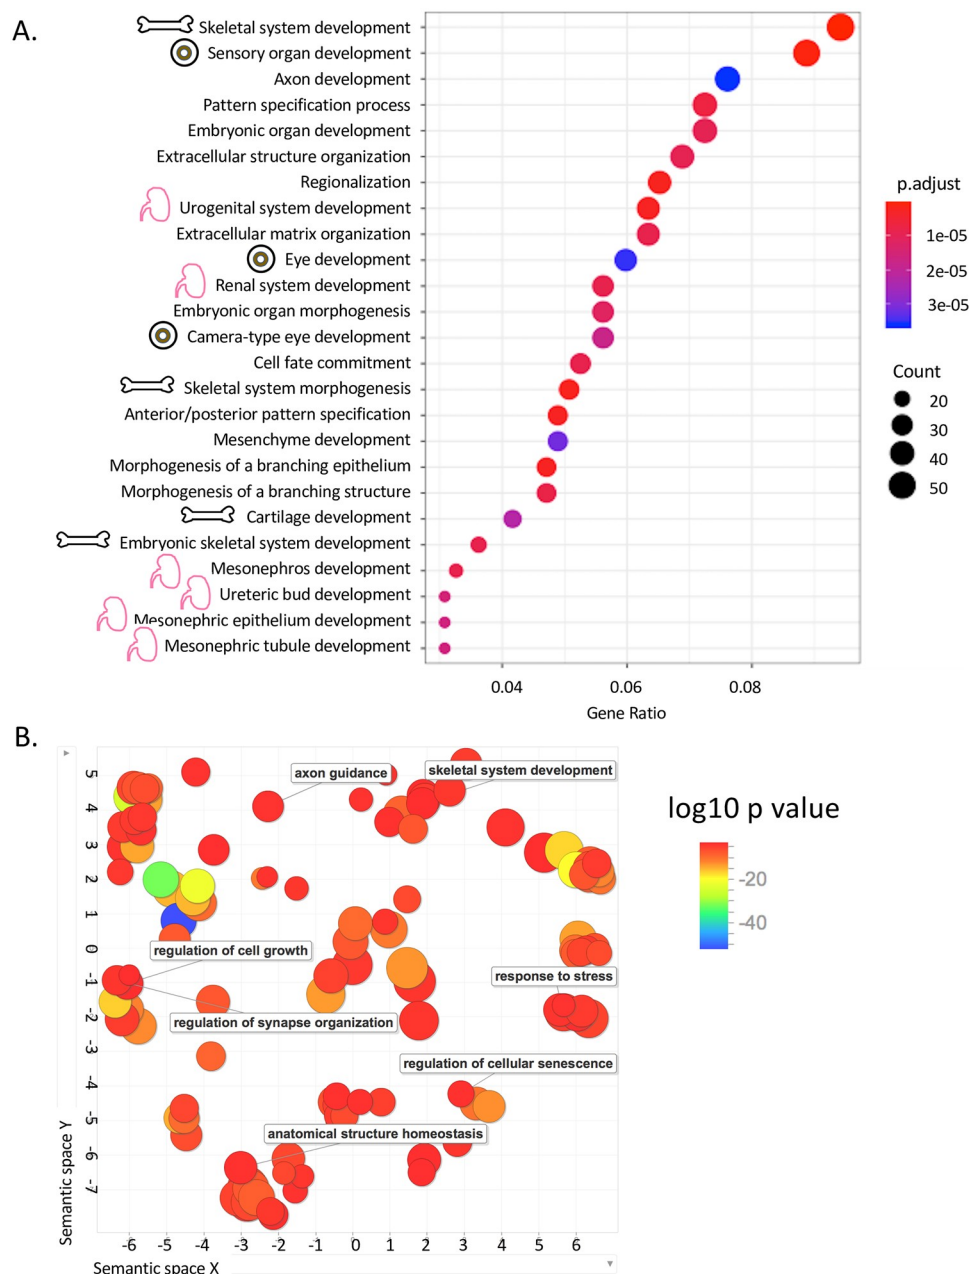 A.
Skeletal system development
Sensory organ development
Axon development
Pattern specification process
Embryonic organ development
Extracellular structure organization
Regionalization
Urogenital system development
Extracellular matrix organization
Eye development
Renal system development
Embryonic organ morphogenesis
Camera-type eye development
Cell fate commitment
Skeletal system morphogenesis
Anterior/posterior pattern specification
Mesenchyme development
Morphogenesis of a branching epithelium
Morphogenesis of a branching structure
Cartilage development
Embryonic skeletal system development
Mesonephros development
Ureteric bud development
Mesonephric epithelium development
Mesonephric tubule development
0.04 0.06 0.08
Gene Ratio
p.adjust
1e-05
2e-05
3e-05
Count
20
30
40
50
B.
5
4
3
2
1
0
-1
-2
-3
-4
-5
-6
-7
Semantic space Y
axon guidance
skeletal system development
regulation of cell growth
response to stress
regulation of synapse organization
regulation of cellular senescence
anatomical structure homeostasis
-6 -5 -4 -3 -2 -1 0 1 2 3 4 5 6
Semantic space X
log10 p value
-20
-40